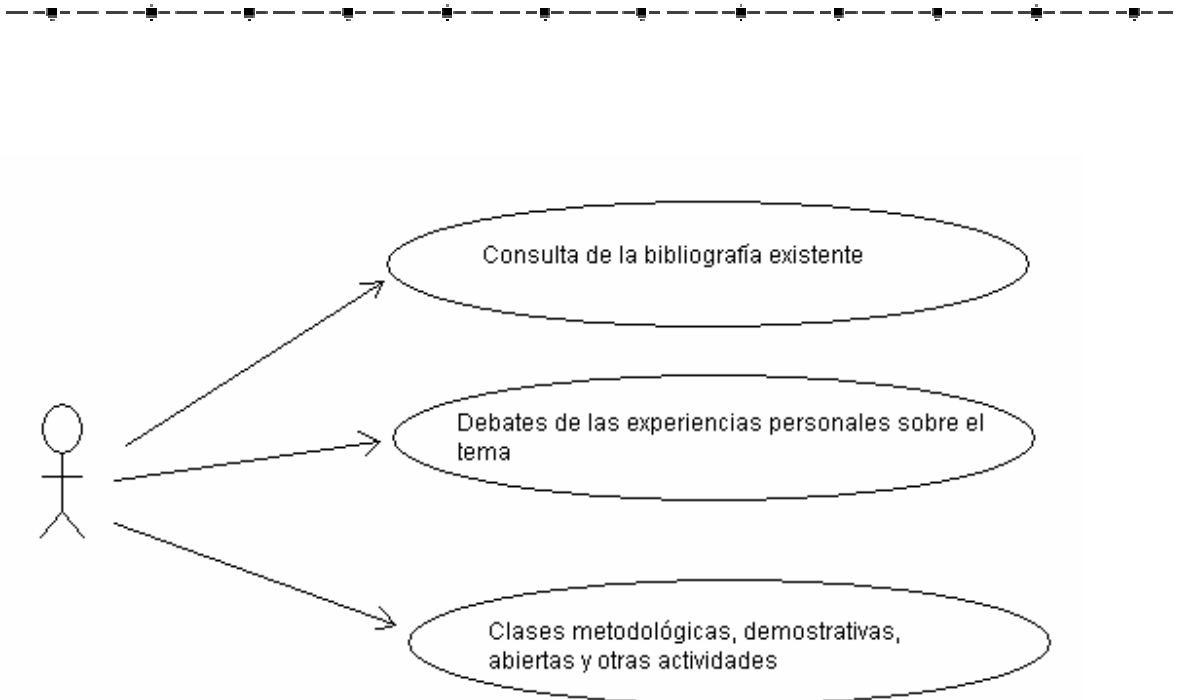 Consulta de la bibliografía existente
Debates de las experiencias personales sobre el
tema
Clases metodológicas, demostrativas,
abiertas y otras actividades